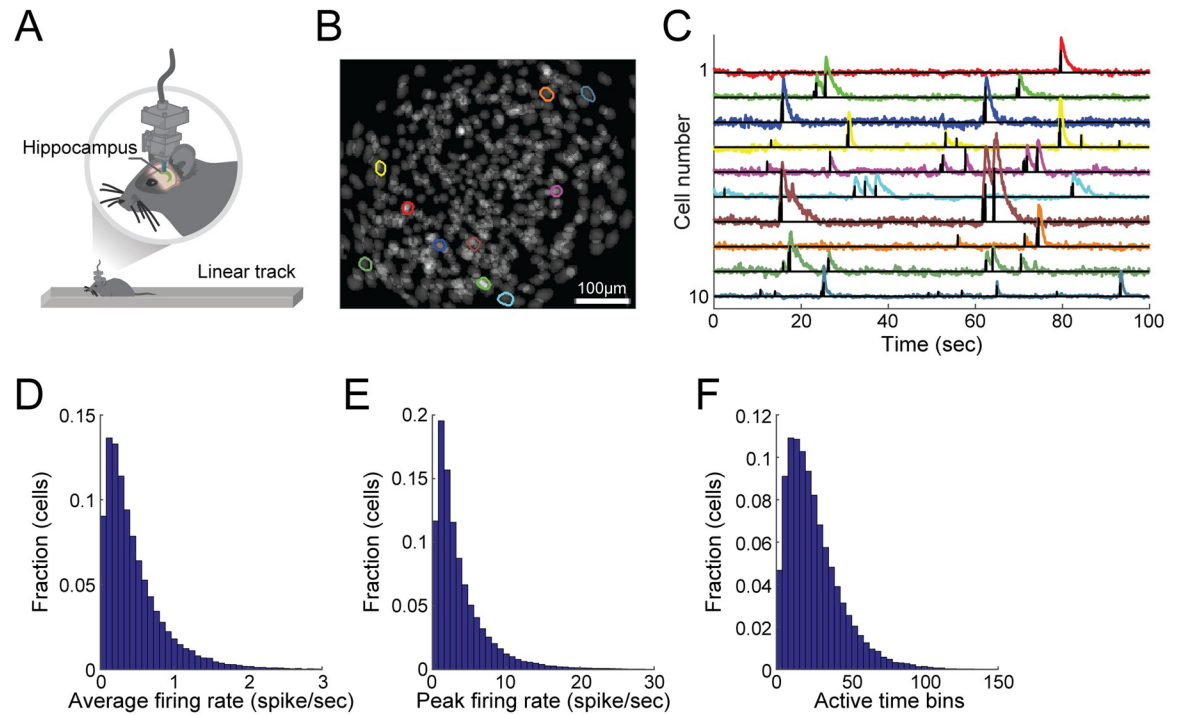 A
Hippocampus
Linear track
B
100µm
C
1
10
Cell number
0 20 40 60 80 100
Time (sec)
D
0.15
0.1
0.05
0
Fraction (cells)
0 1 2 3
Average firing rate (spike/sec)
E
0.2
0.15
0.1
0.05
0
Fraction (cells)
0 10 20 30
Peak firing rate (spike/sec)
F
0.12
0.1
0.08
0.06
0.04
0.02
0
Fraction (cells)
0 50 100 150
Active time bins